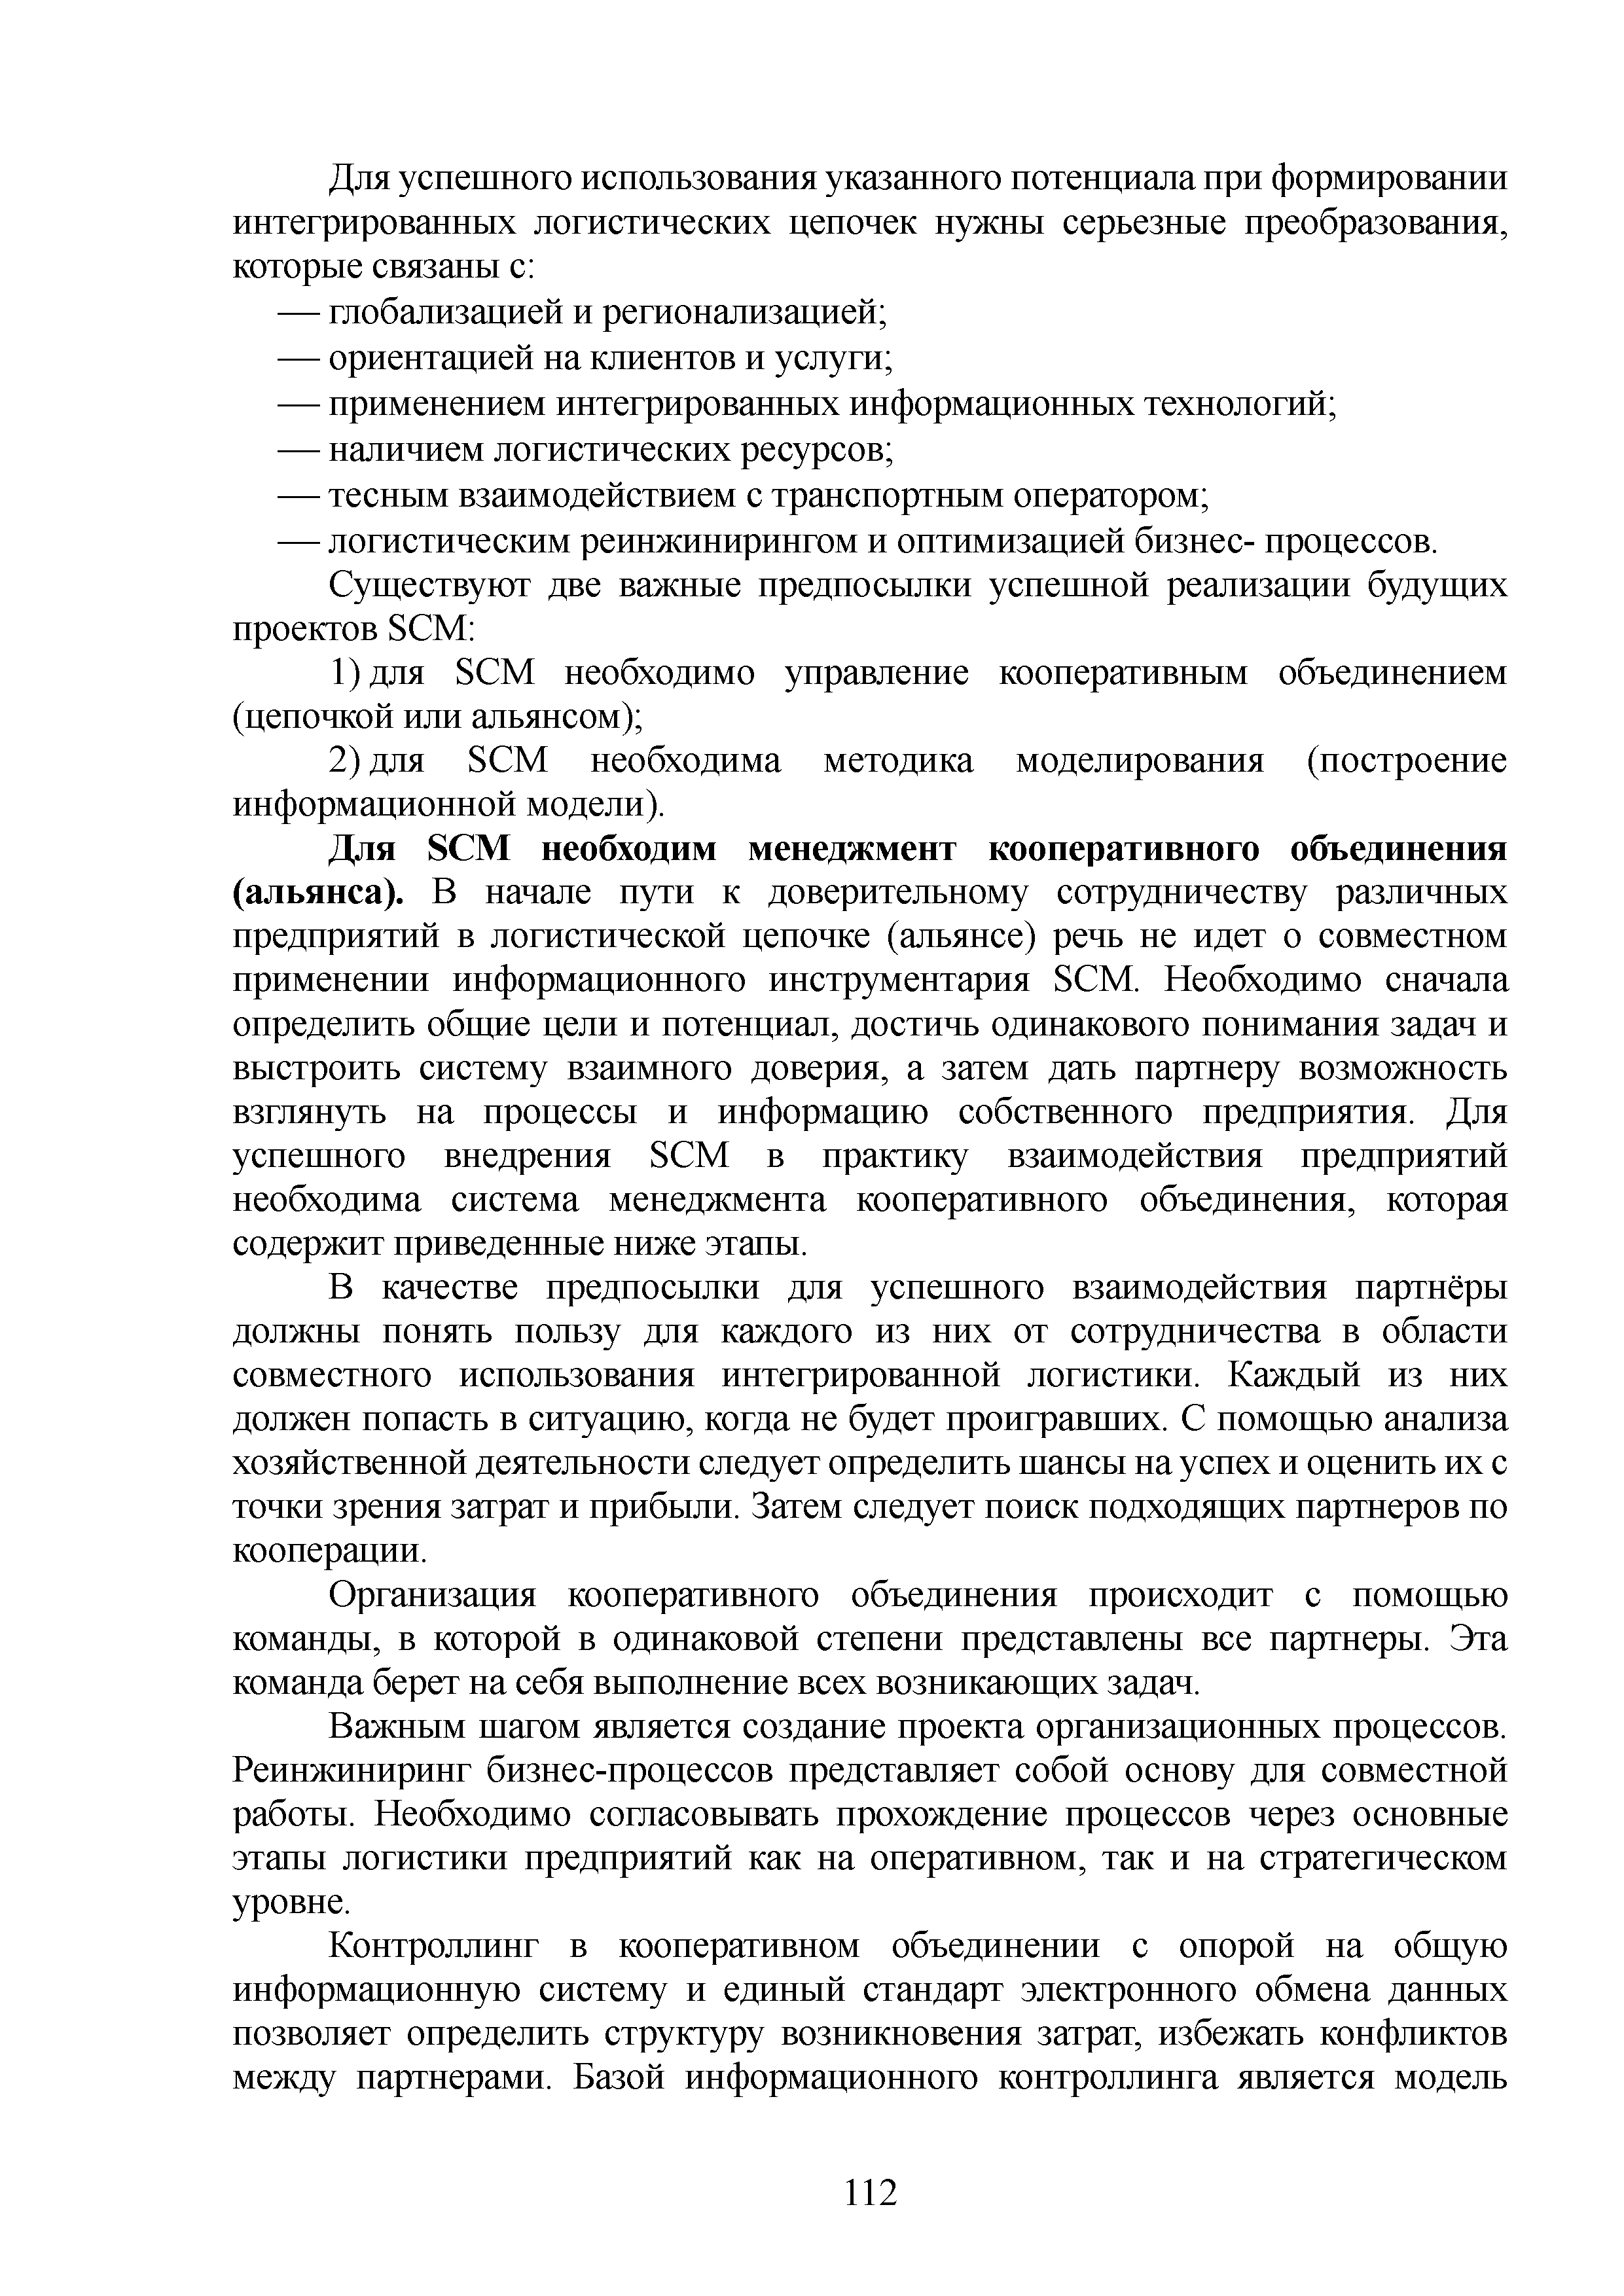 Для успешного использования указанного потенциала при формировании
интегрированных логистических цепочек нужны серьезные преобразования,
которые связаны с:
— глобализацией и регионализацией;
— ориентацией на клиентов и услуги;
— применением интегрированных информационных технологий;
— наличием логистических ресурсов;
— тесным взаимодействием с транспортным оператором;
— логистическим реинжинирингом и оптимизацией бизнес- процессов.
Существуют две важные предпосылки успешной реализации будущих
проектов SCM:
1) для SCM необходимо управление кооперативным объединением
(цепочкой или альянсом);
2) для SCM необходима методика моделирования (построение
информационной модели).
Для SCM необходим менеджмент кооперативного объединения
(альянса). В начале пути к доверительному сотрудничеству различных
предприятий в логистической цепочке (альянсе) речь не идет о совместном
применении информационного инструментария SCM. Необходимо сначала
определить общие цели и потенциал, достичь одинакового понимания задач и
выстроить систему взаимного доверия, а затем дать партнеру возможность
взглянуть на процессы и информацию собственного предприятия. Для
успешного внедрения SCM в практику взаимодействия предприятий
необходима система менеджмента кооперативного объединения, которая
содержит приведенные ниже этапы.
В качестве предпосылки для успешного взаимодействия партнёры
должны понять пользу для каждого из них от сотрудничества в области
совместного использования интегрированной логистики. Каждый из них
должен попасть в ситуацию, когда не будет проигравших. С помощью анализа
хозяйственной деятельности следует определить шансы на успех и оценить их с
точки зрения затрат и прибыли. Затем следует поиск подходящих партнеров по
кооперации.
Организация кооперативного объединения происходит с помощью
команды, в которой в одинаковой степени представлены все партнеры. Эта
команда берет на себя выполнение всех возникающих задач.
Важным шагом является создание проекта организационных процессов.
Реинжиниринг бизнес-процессов представляет собой основу для совместной
работы. Необходимо согласовывать прохождение процессов через основные
этапы логистики предприятий как на оперативном, так и на стратегическом
уровне.
Контроллинг в кооперативном объединении с опорой на общую
информационную систему и единый стандарт электронного обмена данных
позволяет определить структуру возникновения затрат, избежать конфликтов
между партнерами. Базой информационного контроллинга является модель
112